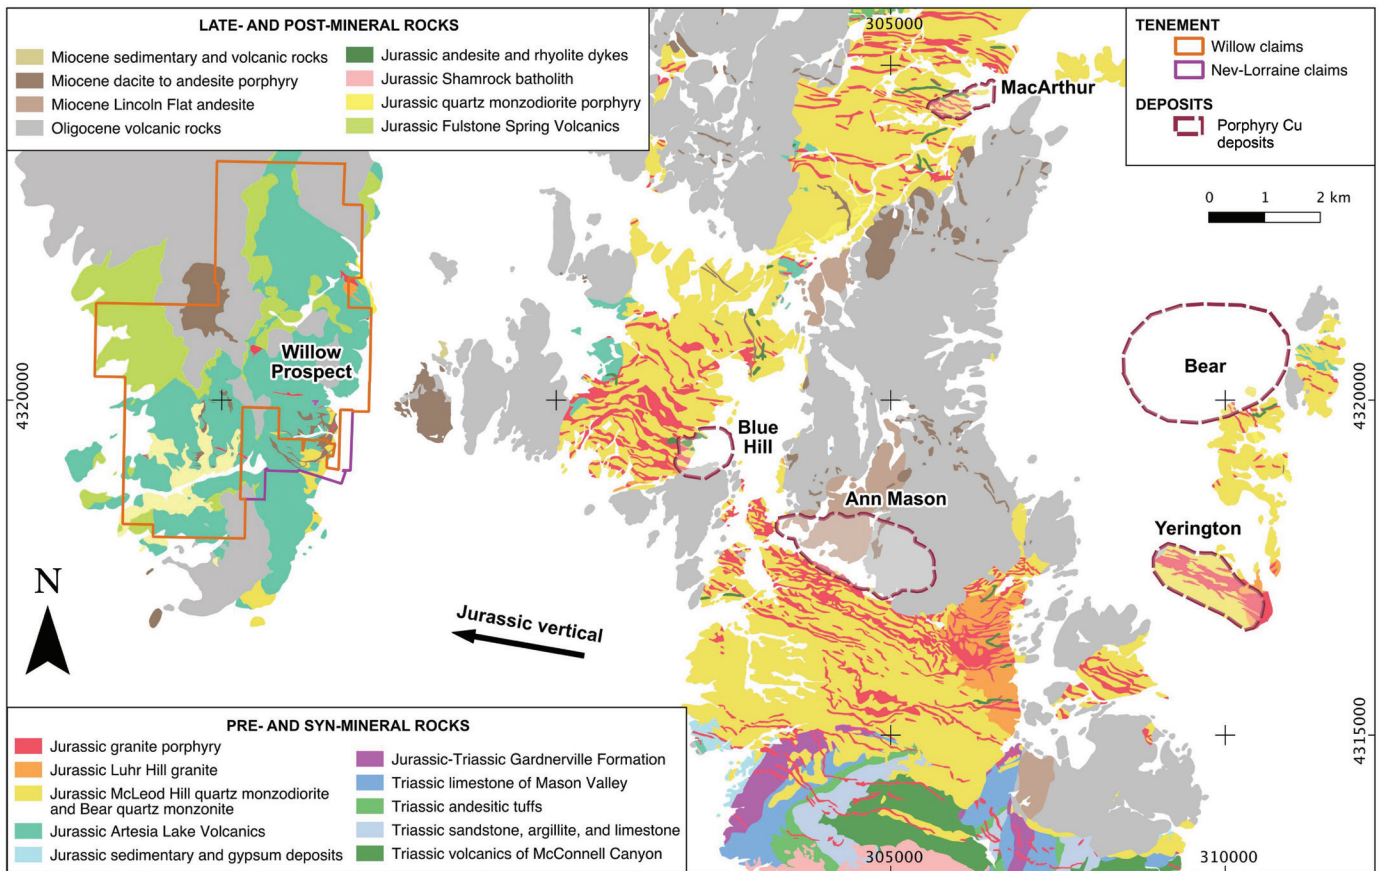 LATE- AND POST-MINERAL ROCKS
Miocene sedimentary and volcanic rocks
Miocene dacite to andesite porphyry
Miocene Lincoln Flat andesite
Oligocene volcanic rocks
Jurassic andesite and rhyolite dykes
Jurassic Shamrock batholith
Jurassic quartz monzodiorite porphyry
Jurassic Fulstone Spring Volcanics
305000
MacArthur
TENEMENT
Willow claims
Nev-Lorraine claims
DEPOSITS
Porphyry Cu
deposits
0 1 2 km
4320000
Willow
Prospect
Bear
4320000
Blue
Hill
Ann Mason
Yerington
N
Jurassic vertical
4315000
PRE- AND SYN-MINERAL ROCKS
Jurassic granite porphyry
Jurassic Luhr Hill granite
Jurassic McLeod Hill quartz monzodiorite
and Bear quartz monzonite
Jurassic Artesia Lake Volcanics
Jurassic sedimentary and gypsum deposits
Jurassic-Triassic Gardnerville Formation
Triassic limestone of Mason Valley
Triassic andesitic tuffs
Triassic sandstone, argillite, and limestone
Triassic volcanics of McConnell Canyon
305000
310000